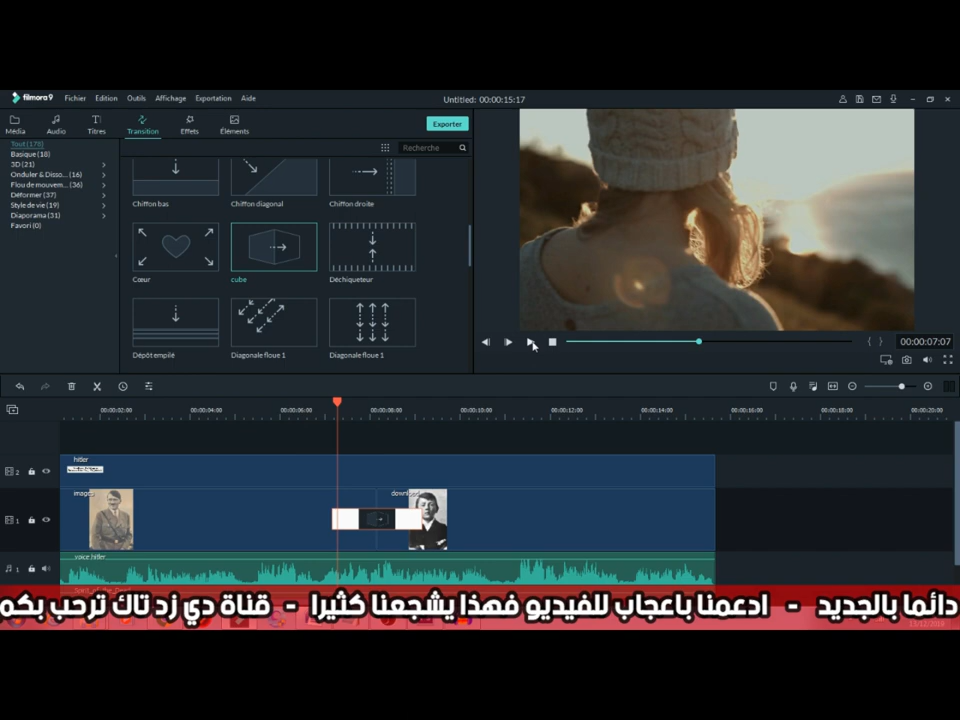 filmora9 Fichier Edition Outils Affichage Exportation Aide Untitled: 00:00:15:17
Média Audio Titres Transition Effets Éléments Exporter
Tout (176)
Basique (18)
3D (21)
Onduler & Disso... (16)
Flou de mouvem... (36)
Déformer (37)
Style de vie (19)
Diaporama (31)
Favori (0)
Recherche
Chiffon bas Chiffon diagonal Chiffon droite
Cœur cube Déchiqueteur
Dépôt empilé Diagonale floue 1 Diagonale floue 1
00:00:07:07
00:00:02:00 00:00:04:00 00:00:06:00 00:00:08:00 00:00:10:00 00:00:12:00 00:00:14:00 00:00:16:00 00:00:18:00 00:00:20:00
2 hitler
1 images downloa
1 voice hitler
دائما بالجديد - ادعمنا باعجاب للفيديو فهذا يشجعنا كثيرا - قناة دي زد تاك ترحب بكم